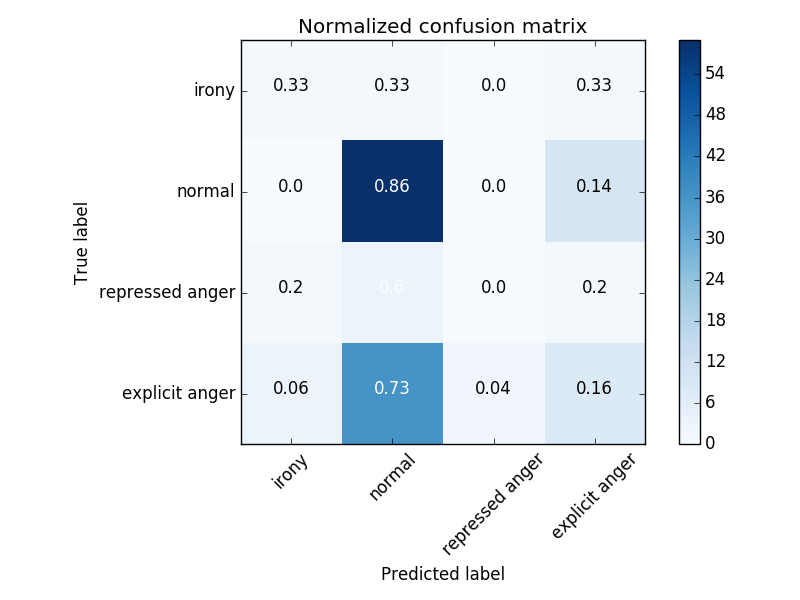 Normalized confusion matrix
irony 0.33 0.33 0.0 0.33
normal 0.0 0.86 0.0 0.14
repressed anger 0.2 0.6 0.0 0.2
explicit anger 0.06 0.73 0.04 0.16
irony normal repressed anger explicit anger
True label
Predicted label
54
48
42
36
30
24
18
12
6
0